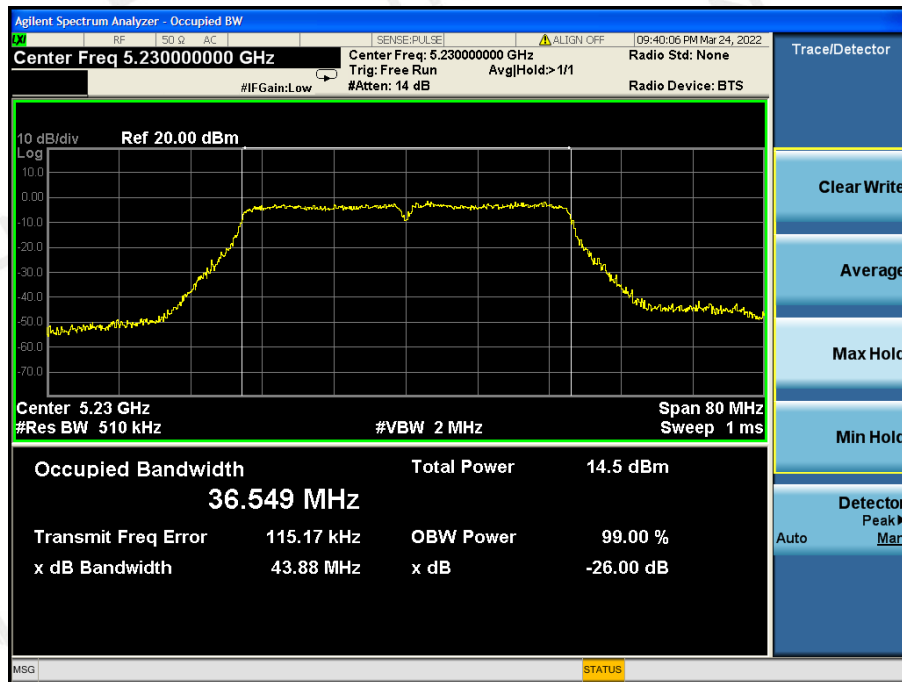 Agilent Spectrum Analyzer - Occupied BW
LXI RF 50 Ω AC SENSE:PULSE ALIGN OFF 09:40:06 PM Mar 24, 2022
Center Freq 5.230000000 GHz
Center Freq: 5.230000000 GHz Radio Std: None
Trig: Free Run Avg|Hold:>1/1
#IFGain:Low #Atten: 14 dB Radio Device: BTS
10 dB/div Ref 20.00 dBm
Log
10.0
0.00
-10.0
-20.0
-30.0
-40.0
-50.0
-60.0
-70.0
Center 5.23 GHz Span 80 MHz
#Res BW 510 kHz #VBW 2 MHz Sweep 1 ms
Occupied Bandwidth Total Power 14.5 dBm
36.549 MHz
Transmit Freq Error 115.17 kHz OBW Power 99.00 %
x dB Bandwidth 43.88 MHz x dB -26.00 dB
Trace/Detector
Clear Write
Average
Max Hold
Min Hold
Detector
Peak▶
Auto Man
MSG STATUS